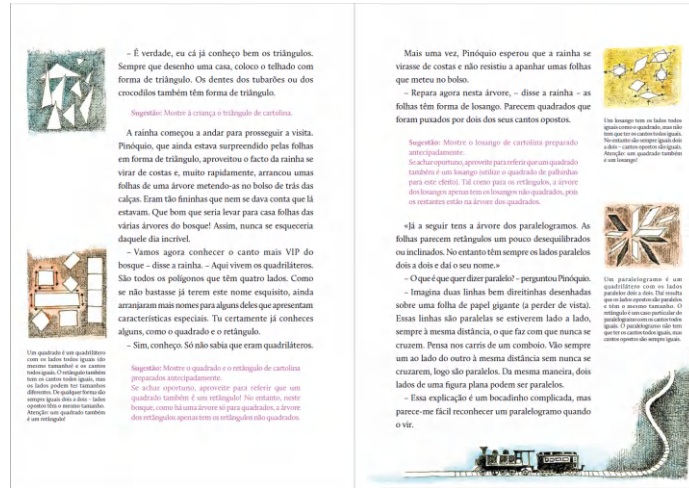 – É verdade, eu cá já conheço bem os triângulos.
Sempre que desenho uma casa, coloco o telhado com
forma de triângulo. Os dentes dos tubarões ou dos
crocodilos também têm forma de triângulo.
Sugestão: Mostre à criança o triângulo de cartolina.
A rainha começou a andar para prosseguir a visita.
Pinóquio, que ainda estava surpreendido pelas folhas
em forma de triângulo, aproveitou o facto da rainha se
virar de costas e, muito rapidamente, arrancou umas
folhas de uma árvore metendo-as no bolso de trás das
calças. Eram tão fininhas que nem se dava conta que lá
estavam. Que bom que seria levar para casa folhas das
várias árvores do bosque! Assim, nunca se esqueceria
daquele dia incrível.
– Vamos agora conhecer o canto mais VIP do
bosque – disse a rainha. – Aqui vivem os quadriláteros.
São todos os polígonos que têm quatro lados. Como
se não bastasse já terem este nome esquisito, ainda
arranjaram mais nomes para alguns deles que apresentam
características especiais. Tu certamente já conheces
alguns, como o quadrado e o retângulo.
– Sim, conheço. Só não sabia que eram quadriláteros.
Sugestão: Mostre o quadrado e o retângulo de cartolina
preparados antecipadamente.
Se achar oportuno, aproveite para referir que um
quadrado também é um retângulo! No entanto, neste
bosque, como há uma árvore só para quadrados, a árvore
dos retângulos apenas tem os retângulos não quadrados.
Um quadrado é um quadrilátero
com os lados todos iguais (do
mesmo tamanho) e os cantos
todos iguais. O retângulo também
tem os cantos todos iguais, mas
os lados podem ter tamanhos
diferentes. De qualquer forma são
sempre iguais dois a dois – lados
opostos têm o mesmo tamanho.
Atenção: um quadrado também
é um retângulo!
Mais uma vez, Pinóquio esperou que a rainha se
virasse de costas e não resistiu a apanhar umas folhas
que meteu no bolso.
– Repara agora nesta árvore, – disse a rainha – as
folhas têm forma de losango. Parecem quadrados que
foram puxados por dois dos seus cantos opostos.
Sugestão: Mostre o losango de cartolina preparado
antecipadamente.
Se achar oportuno, aproveite para referir que um quadrado
também é um losango (utilize o quadrado de palhinhas
para este efeito). Tal como para os retângulos, a árvore
dos losangos apenas tem os losangos não quadrados, pois
os restantes estão na árvore dos quadrados.
«Já a seguir tens a árvore dos paralelogramos. As
folhas parecem retângulos um pouco desequilibrados
ou inclinados. No entanto têm sempre os lados paralelos
dois a dois e daí o seu nome.»
– O que é que quer dizer paralelo? – perguntou Pinóquio.
– Imagina duas linhas bem direitinhas desenhadas
sobre uma folha de papel gigante (a perder de vista).
Essas linhas são paralelas se estiverem lado a lado,
sempre à mesma distância, o que faz com que nunca se
cruzem. Pensa nos carris de um comboio. Vão sempre
um ao lado do outro à mesma distância sem nunca se
cruzarem, logo são paralelos. Da mesma maneira, dois
lados de uma figura plana podem ser paralelos.
– Essa explicação é um bocadinho complicada, mas
parece-me fácil reconhecer um paralelogramo quando
o vir.
Um losango tem os lados todos
iguais como o quadrado, mas não
tem que ter os cantos todos iguais.
No entanto são sempre iguais dois
a dois – cantos opostos são iguais.
Atenção: um quadrado também
é um losango!
Um paralelogramo é um
quadrilátero com os lados
paralelos dois a dois. Daí resulta
que os lados opostos são paralelos
e têm o mesmo tamanho. O
retângulo é um caso particular de
paralelogramo com os cantos todos
iguais. O paralelogramo não tem
que ter os cantos todos iguais, mas
cantos opostos são sempre iguais.